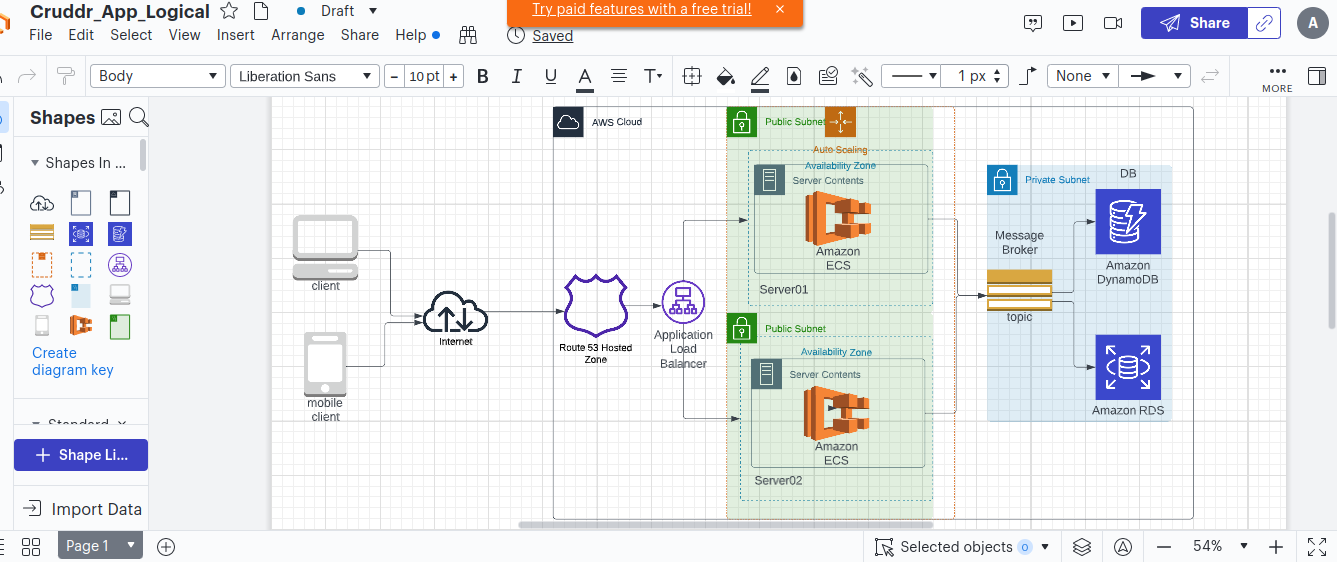 Cruddr_App_Logical
Draft
Try paid features with a free trial!
Share
A
File Edit Select View Insert Arrange Share Help
Saved
Body
Liberation Sans
10 pt
B I U A T
1 px
None
MORE
Shapes
Shapes In ...
Create
diagram key
Standard
Shape Li...
Import Data
AWS Cloud
Public Subnet
Auto Scaling
Availability Zone
Server Contents
Amazon
ECS
Server01
Public Subnet
Availability Zone
Server Contents
Amazon
ECS
Server02
client
mobile
client
Internet
Route 53 Hosted
Zone
Application
Load
Balancer
Private Subnet
DB
Message
Broker
topic
Amazon
DynamoDB
Amazon RDS
Page 1
Selected objects 0
54%